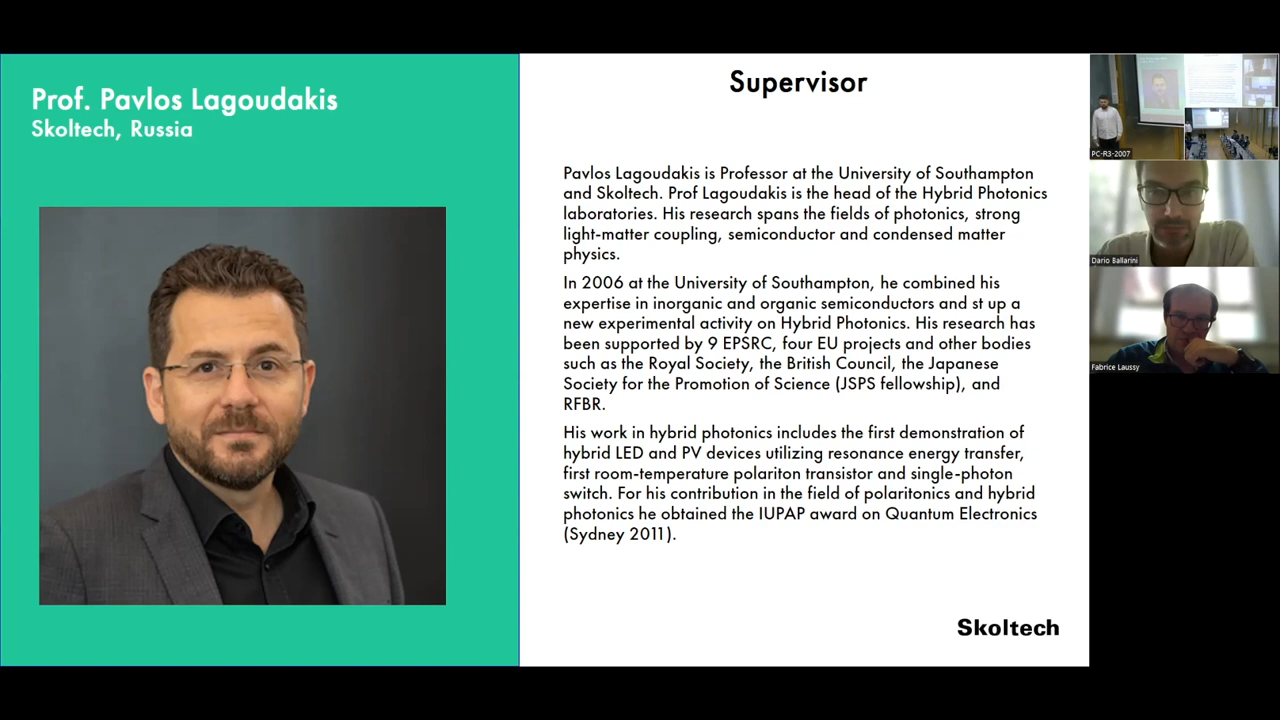 Prof. Pavlos Lagoudakis
Skoltech, Russia
Supervisor
Pavlos Lagoudakis is Professor at the University of Southampton
and Skoltech. Prof Lagoudakis is the head of the Hybrid Photonics
laboratories. His research spans the fields of photonics, strong
light-matter coupling, semiconductor and condensed matter
physics.
In 2006 at the University of Southampton, he combined his
expertise in inorganic and organic semiconductors and st up a
new experimental activity on Hybrid Photonics. His research has
been supported by 9 EPSRC, four EU projects and other bodies
such as the Royal Society, the British Council, the Japanese
Society for the Promotion of Science (JSPS fellowship), and
RFBR.
His work in hybrid photonics includes the first demonstration of
hybrid LED and PV devices utilizing resonance energy transfer,
first room-temperature polariton transistor and single-photon
switch. For his contribution in the field of polaritonics and hybrid
photonics he obtained the IUPAP award on Quantum Electronics
(Sydney 2011).
Skoltech
PC-R3-2007
Dario Ballarini
Fabrice Laussy